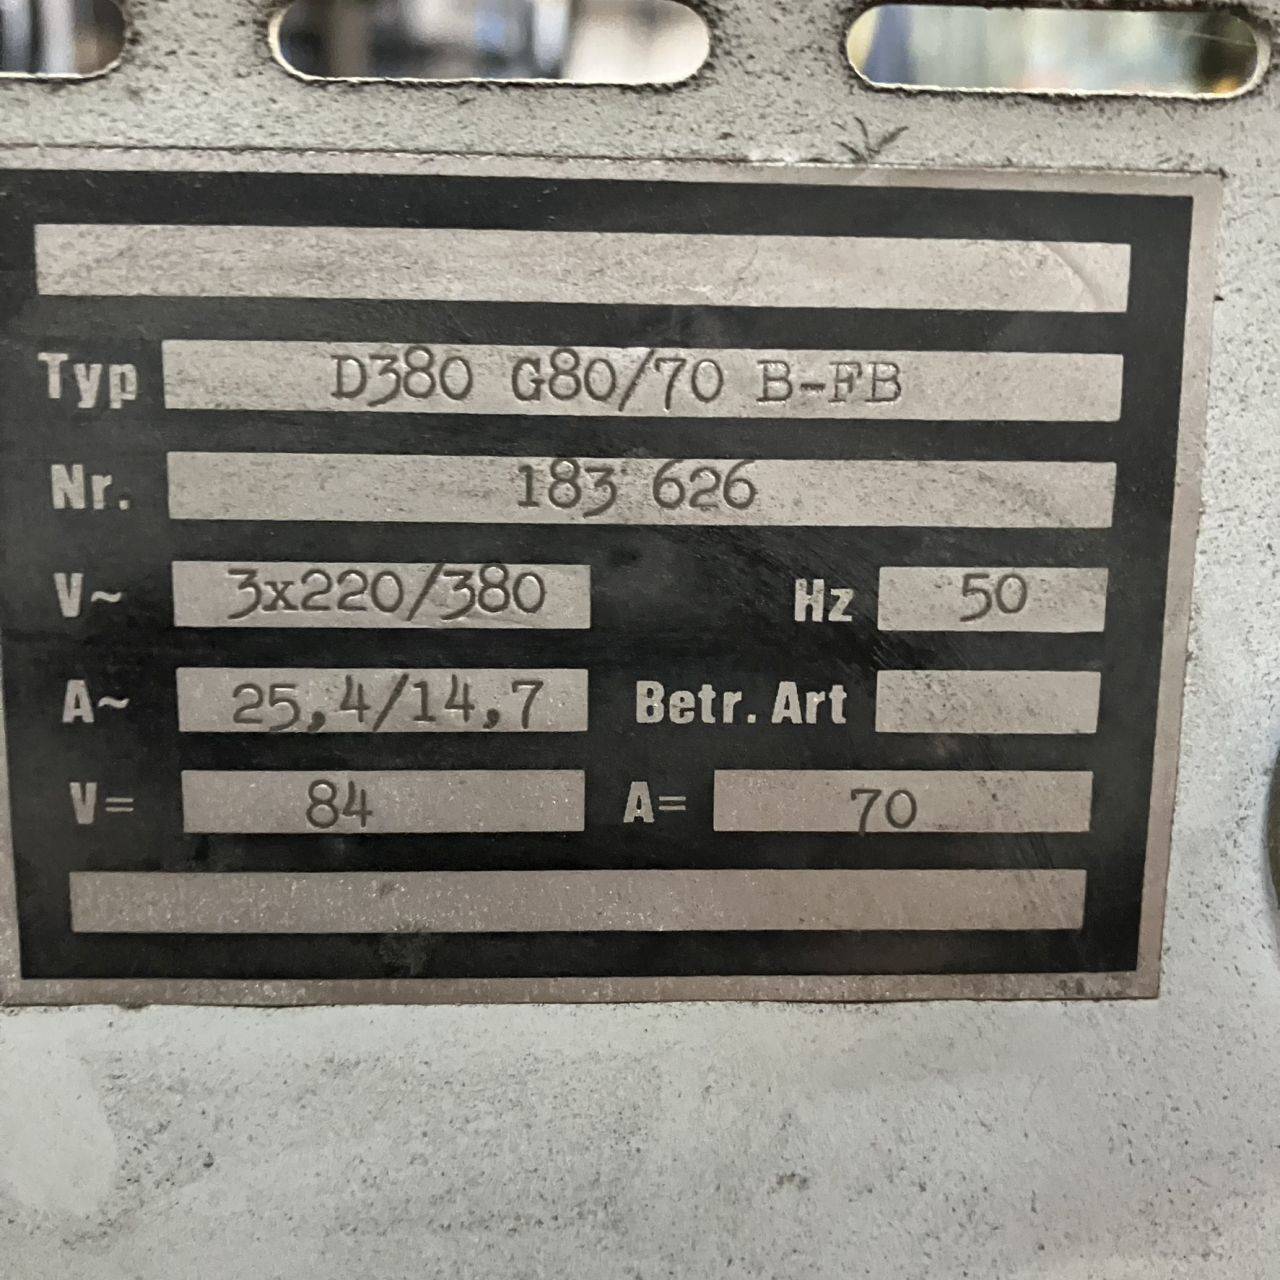 Typ D380 G80/70 B-FB
Nr. 183 626
V~ 3x220/380 Hz 50
A~ 25,4/14,7 Betr. Art
V= 84 A= 70